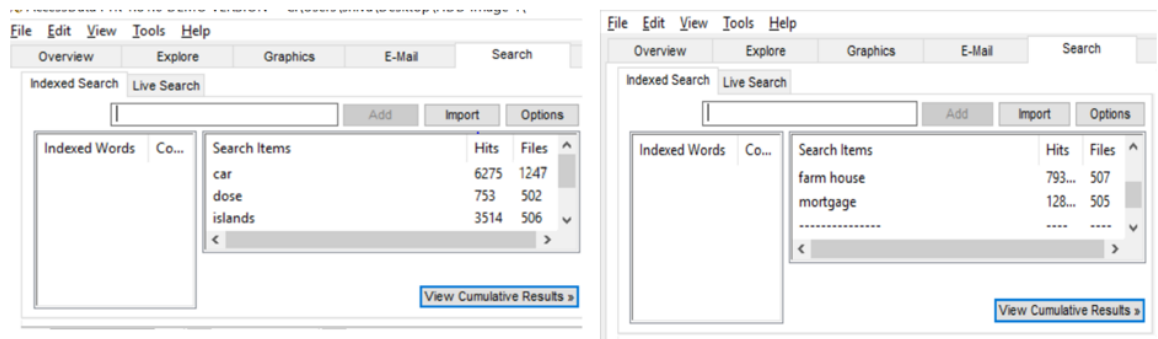 File Edit View Tools Help
Overview Explore Graphics E-Mail Search
Indexed Search Live Search
Add Import Options
Indexed Words Co... Search Items Hits Files
car 6275 1247
dose 753 502
islands 3514 506
View Cumulative Results »
File Edit View Tools Help
Overview Explore Graphics E-Mail Search
Indexed Search Live Search
Add Import Options
Indexed Words Co... Search Items Hits Files
farm house 793... 507
mortgage 128... 505
--------------- ---- ----
View Cumulative Results »